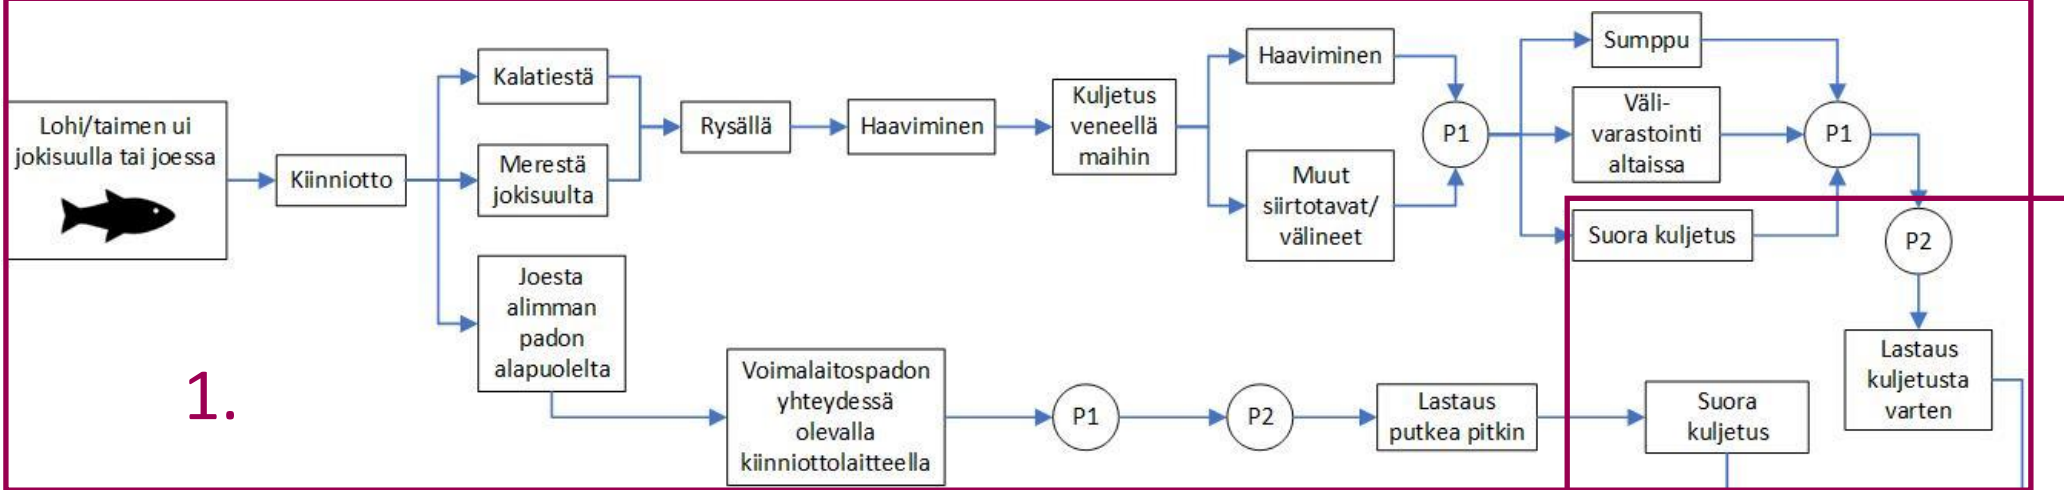 Lohi/taimen ui
jokisuulla tai joessa
Kiinniotto
Kalatiestä
Merestä
jokisuulta
Joesta
alimman
padon
alapuolelta
Rysällä
Haaviminen
Kuljetus
veneellä
maihin
Haaviminen
Muut
siirtotavat/
välineet
P1
Sumppu
Väli-
varastointi
altaissa
Suora kuljetus
P1
P2
Lastaus
kuljetusta
varten
1.
Voimalaitospadon
yhteydessä
olevalla
kiinniottolaitteella
P1
P2
Lastaus
putkea pitkin
Suora
kuljetus